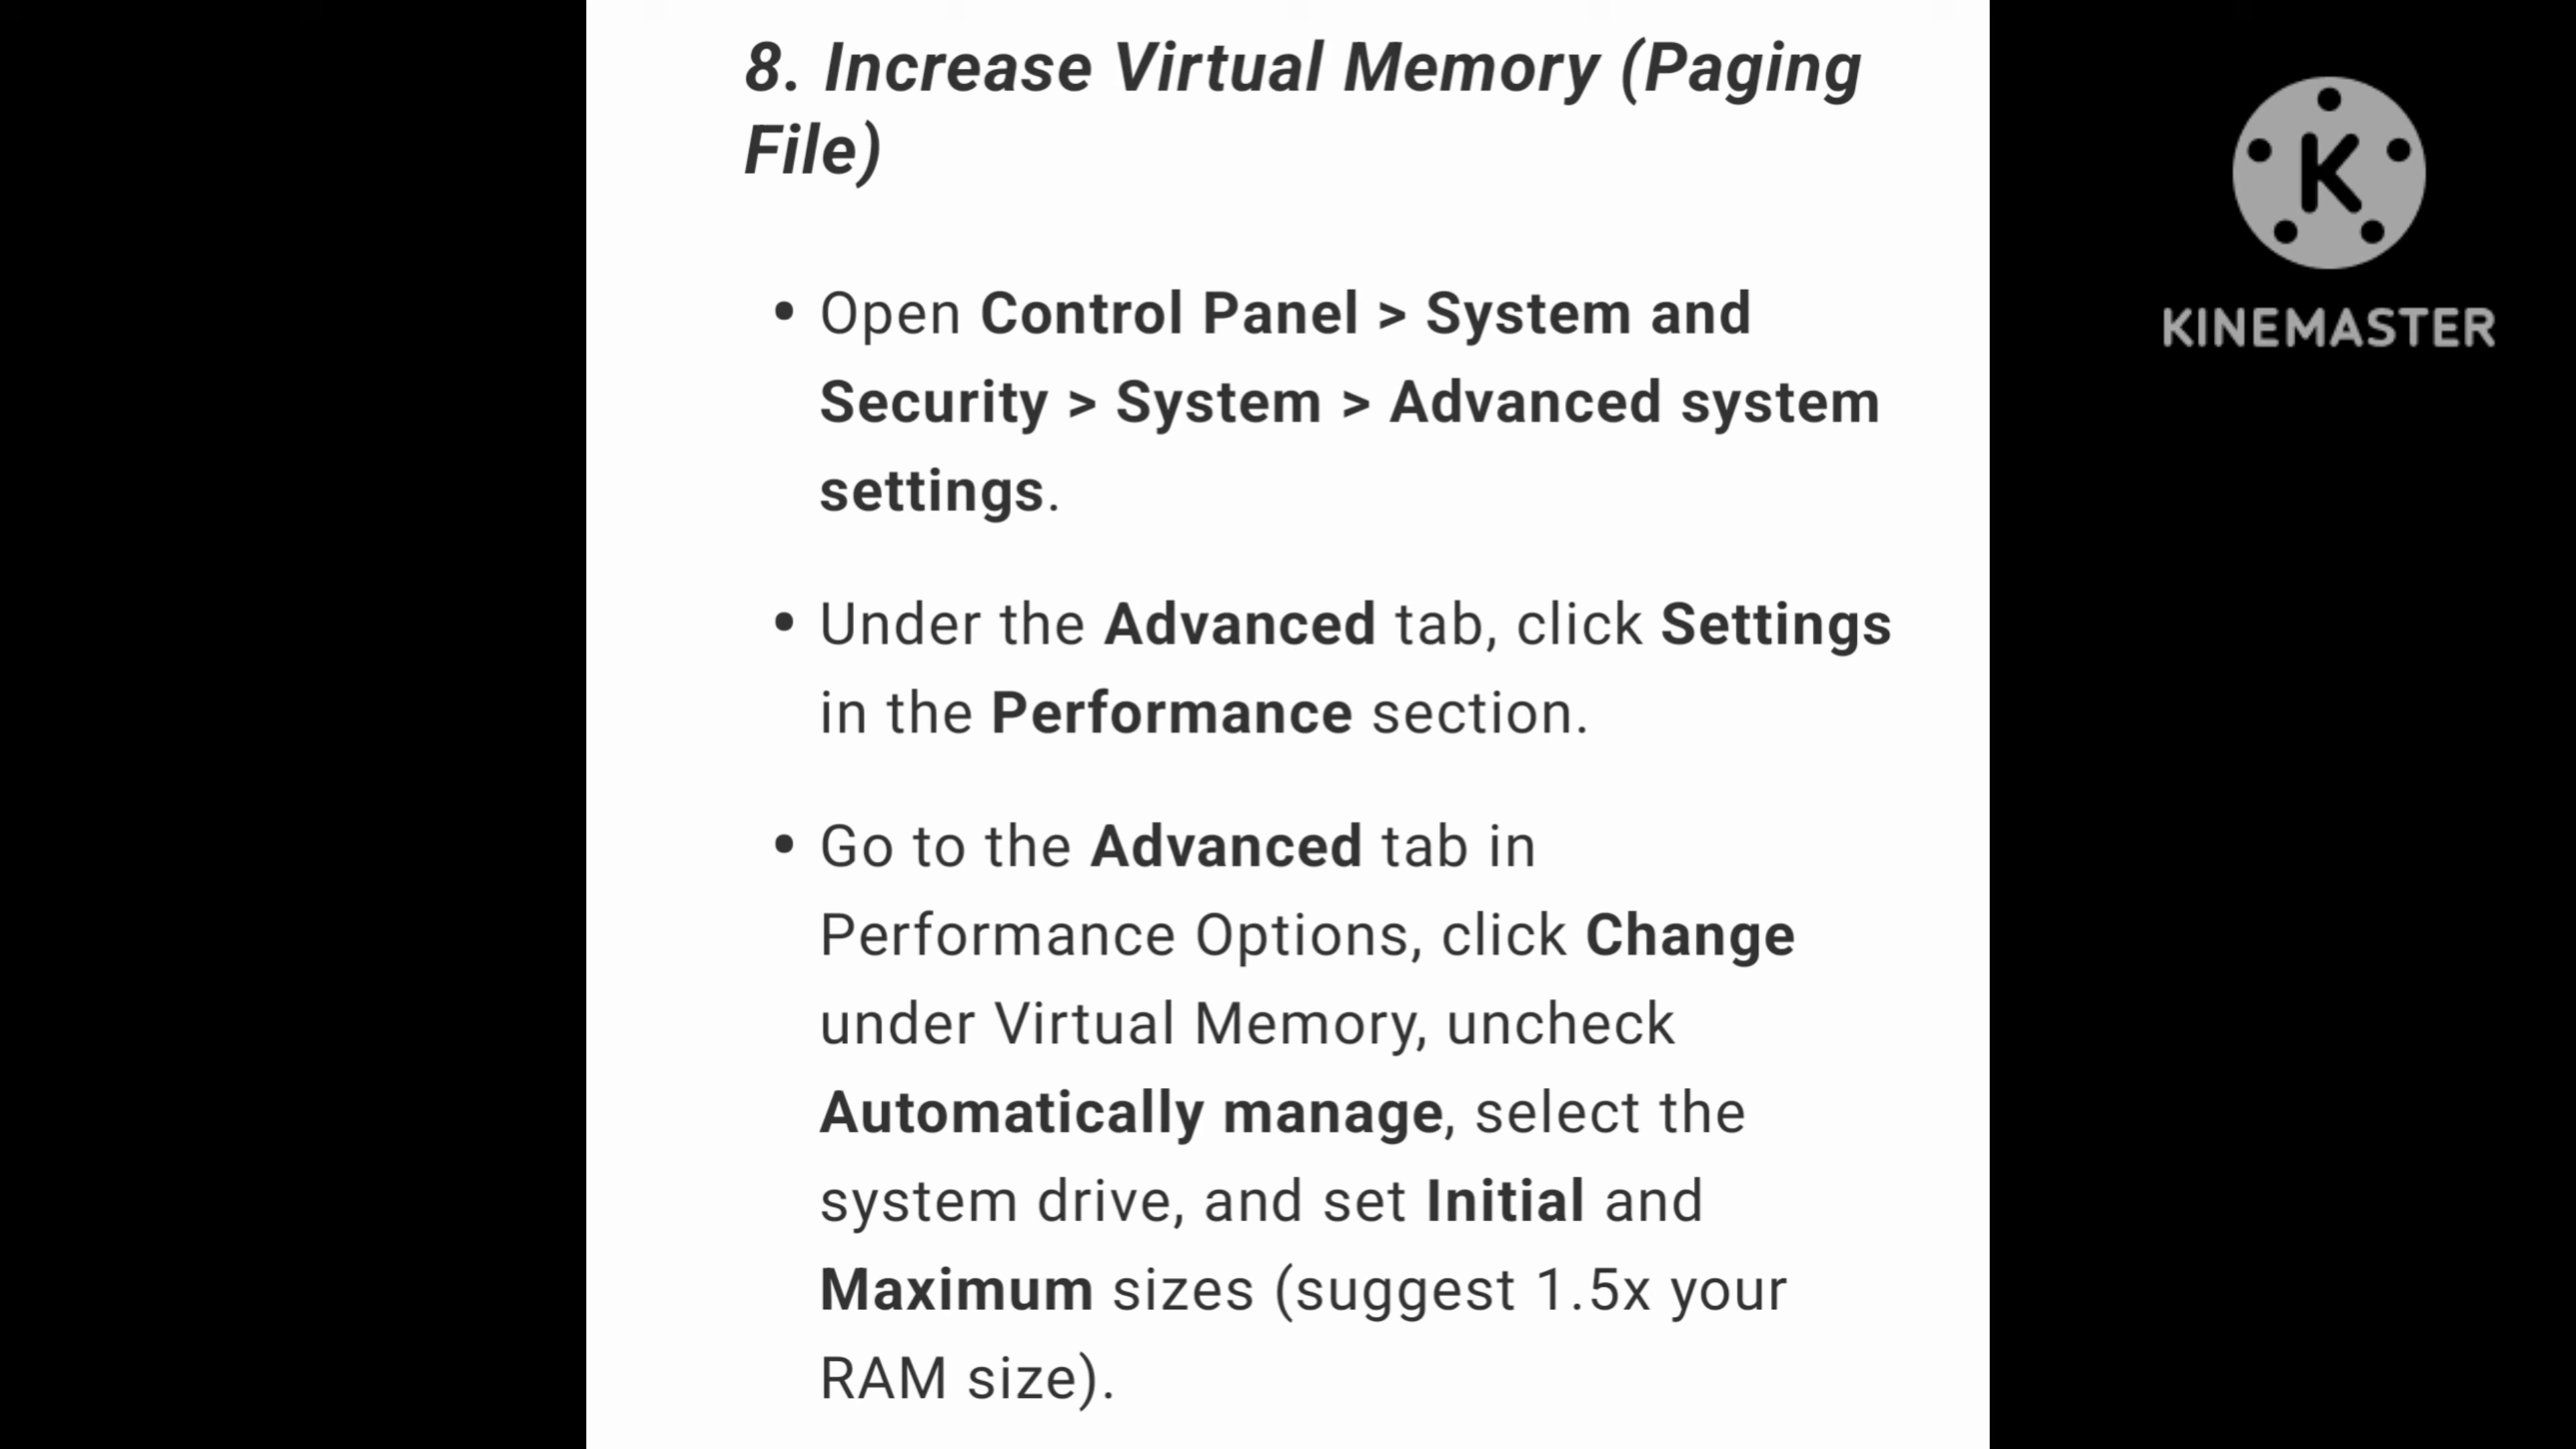 8. Increase Virtual Memory (Paging
File)
• Open Control Panel > System and
Security > System > Advanced system
settings.
• Under the Advanced tab, click Settings
in the Performance section.
• Go to the Advanced tab in
Performance Options, click Change
under Virtual Memory, uncheck
Automatically manage, select the
system drive, and set Initial and
Maximum sizes (suggest 1.5x your
RAM size).
K
KINEMASTER